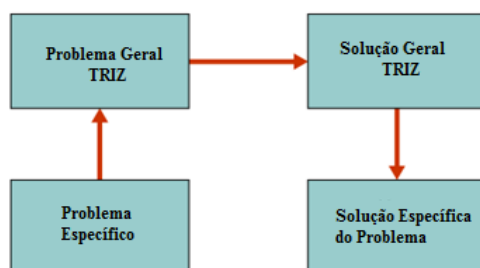 Problema Geral
TRIZ
Solução Geral
TRIZ
Problema
Específico
Solução Específica
do Problema